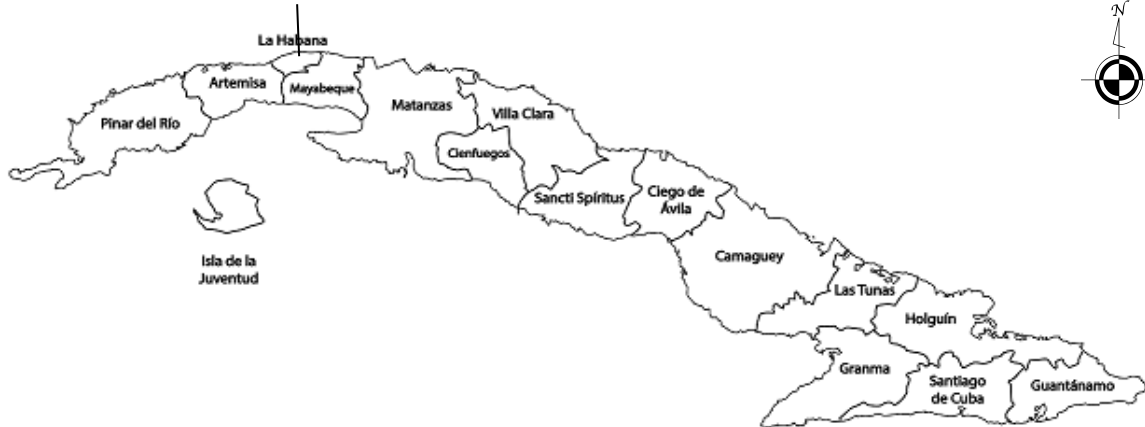 N
La Habana
Artemisa
Mayabeque
Pinar del Río
Matanzas
Villa Clara
Cienfuegos
Sancti Spíritus
Ciego de
Ávila
Isla de la
Juventud
Camaguey
Las Tunas
Holguín
Granma
Santiago
de Cuba
Guantánamo